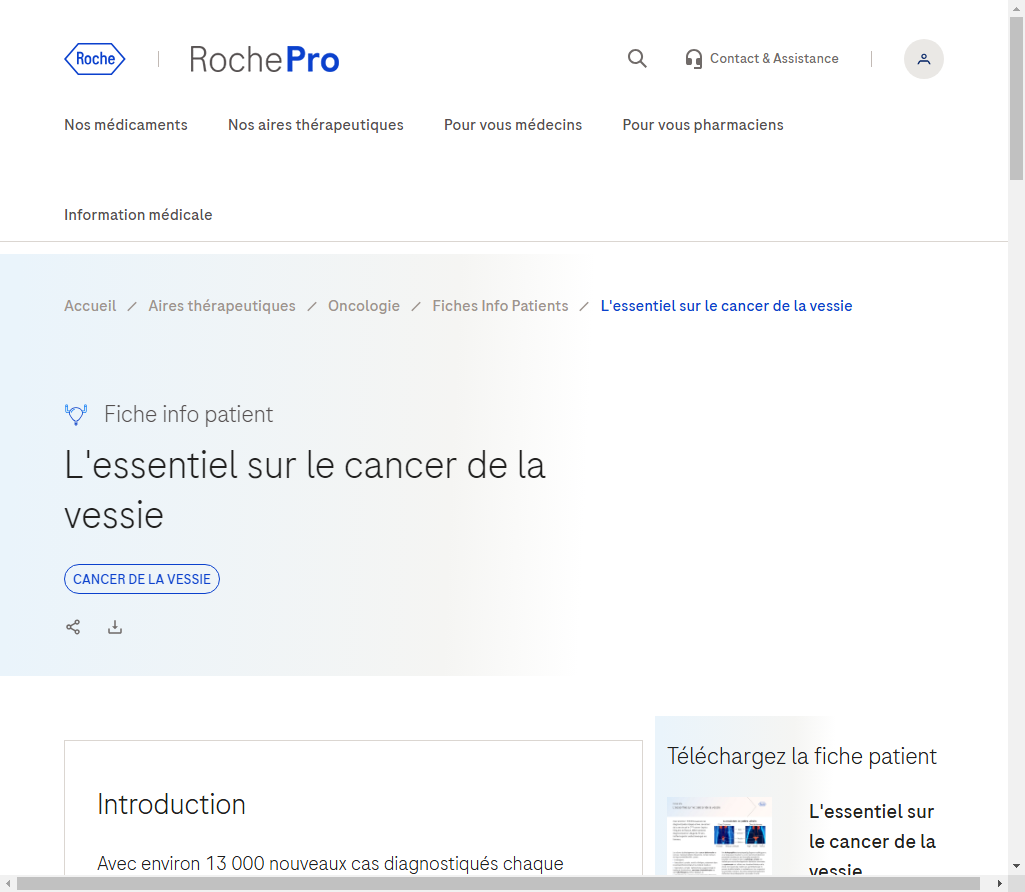 Roche
RochePro
Contact & Assistance
Nos médicaments
Nos aires thérapeutiques
Pour vous médecins
Pour vous pharmaciens
Information médicale
Accueil / Aires thérapeutiques / Oncologie / Fiches Info Patients / L'essentiel sur le cancer de la vessie
Fiche info patient
L'essentiel sur le cancer de la
vessie
CANCER DE LA VESSIE
Introduction
Avec environ 13 000 nouveaux cas diagnostiqués chaque
Téléchargez la fiche patient
L'essentiel sur
le cancer de la
vessie